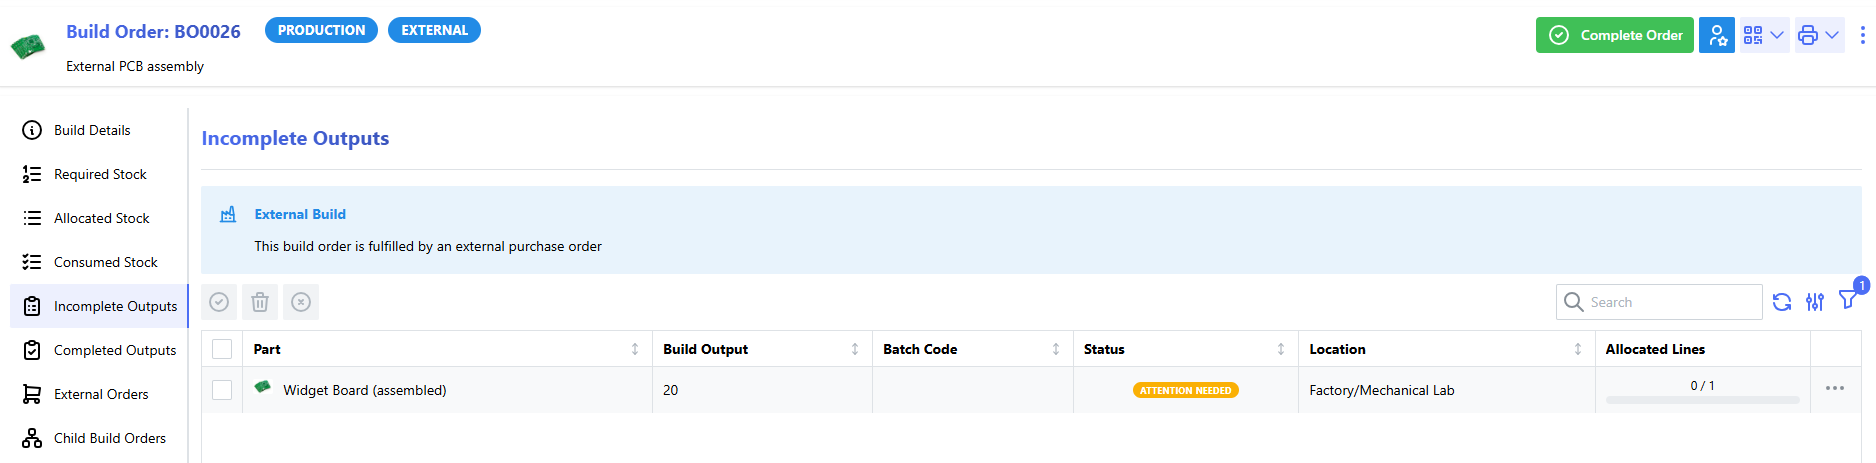 Build Order: BO0026 PRODUCTION EXTERNAL Complete Order
External PCB assembly
Build Details
Required Stock
Allocated Stock
Consumed Stock
Incomplete Outputs
Completed Outputs
External Orders
Child Build Orders
Incomplete Outputs
External Build
This build order is fulfilled by an external purchase order
Search 1
Part Build Output Batch Code Status Location Allocated Lines
Widget Board (assembled) 20 ATTENTION NEEDED Factory/Mechanical Lab 0 / 1